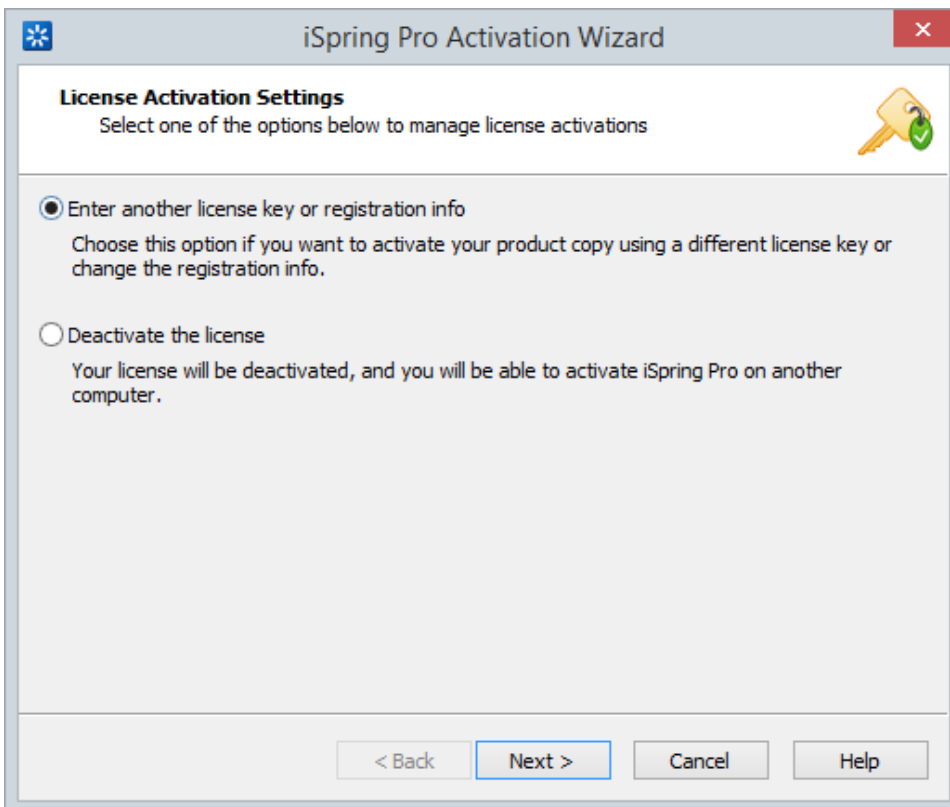 iSpring Pro Activation Wizard
License Activation Settings
Select one of the options below to manage license activations
Enter another license key or registration info
Choose this option if you want to activate your product copy using a different license key or
change the registration info.
Deactivate the license
Your license will be deactivated, and you will be able to activate iSpring Pro on another
computer.
< Back Next > Cancel Help